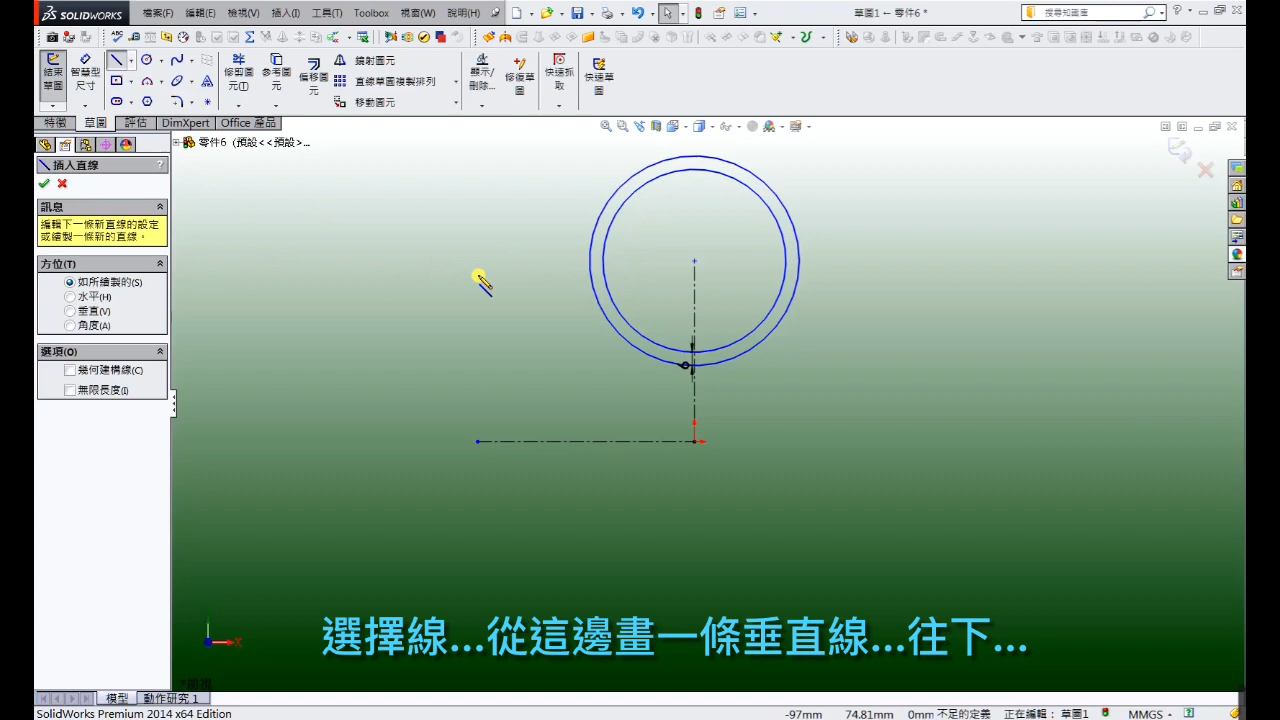 SOLIDWORKS 檔案(F) 編輯(E) 檢視(V) 插入(I) 工具(T) Toolbox 視窗(W) 說明(H) 草圖1 ← 零件6 * 搜尋知識庫
結束草圖 智慧型尺寸 修剪圖元(T) 參考圖元 偏移圖元 鏡射圖元 直線草圖複製排列 移動圖元 顯示/刪除... 修復草圖 快速抓取 快速草圖
特徵 草圖 評估 DimXpert Office 產品
零件6 (預設<<預設>...
插入直線 ?
訊息
編輯下一條新直線的設定
或繪製一條新的直線。
方位(T)
如所繪製的(S)
水平(H)
垂直(V)
角度(A)
選項(O)
幾何建構線(C)
無限長度(I)
選擇線...從這邊畫一條垂直線...往下...
X
*前視
模型 動作研究 1
SolidWorks Premium 2014 x64 Edition -97mm 74.81mm 0mm 不足的定義 正在編輯： 草圖1 MMGS